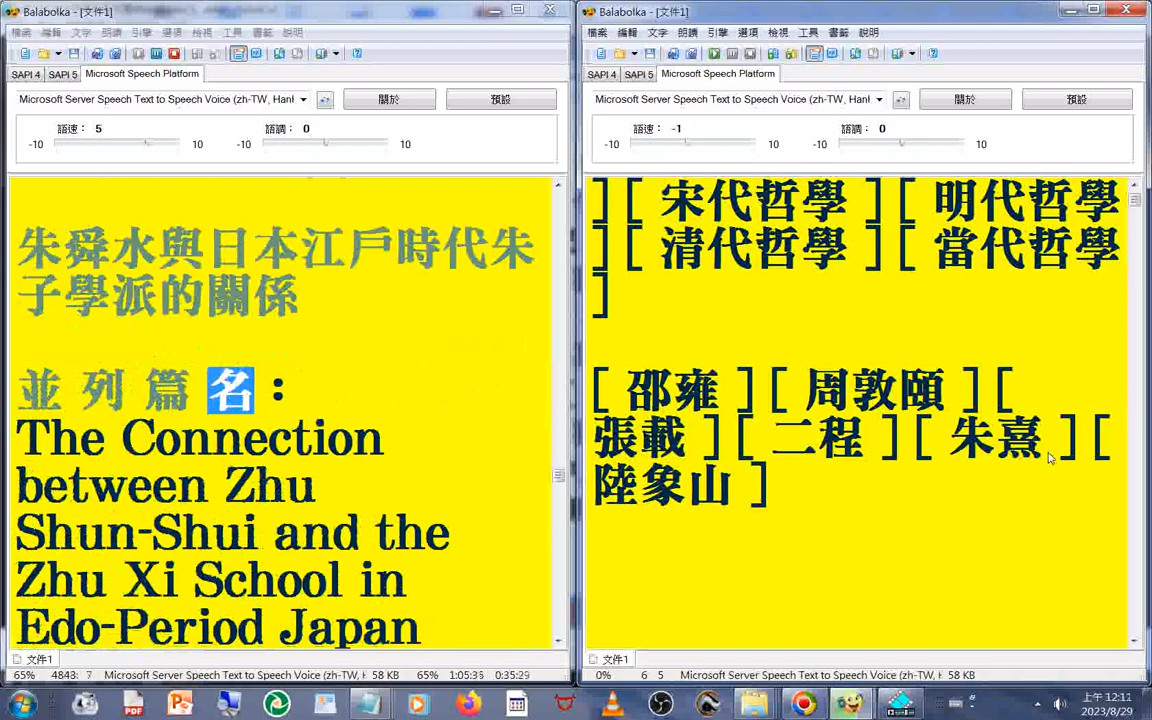 Balabolka - [文件1]
檔案 編輯 文字 朗讀 引擎 選項 檢視 工具 書籤 說明
SAPI 4 SAPI 5 Microsoft Speech Platform
Microsoft Server Speech Text to Speech Voice (zh-TW, Hanl
關於 預設
語速： 5 語調： 0
-10 10 -10 10
朱舜水與日本江戶時代朱
子學派的關係
並 列 篇 名：
The Connection
between Zhu
Shun-Shui and the
Zhu Xi School in
Edo-Period Japan
文件1
65% 4843: 7 Microsoft Server Speech Text to Speech Voice (zh-TW, H 58 KB 65% 1:05:35 0:35:29
Balabolka - [文件1]
檔案 編輯 文字 朗讀 引擎 選項 檢視 工具 書籤 說明
SAPI 4 SAPI 5 Microsoft Speech Platform
Microsoft Server Speech Text to Speech Voice (zh-TW, Hanl
關於 預設
語速： -1 語調： 0
-10 10 -10 10
][ 宋代哲學 ][ 明代哲學
][ 清代哲學 ][ 當代哲學
]
[ 邵雍 ][ 周敦頤 ][
張載 ][ 二程 ][ 朱熹 ][
陸象山 ]
文件1
0% 6 5 Microsoft Server Speech Text to Speech Voice (zh-TW, H 58 KB
PDF
上午 12:11
2023/8/29